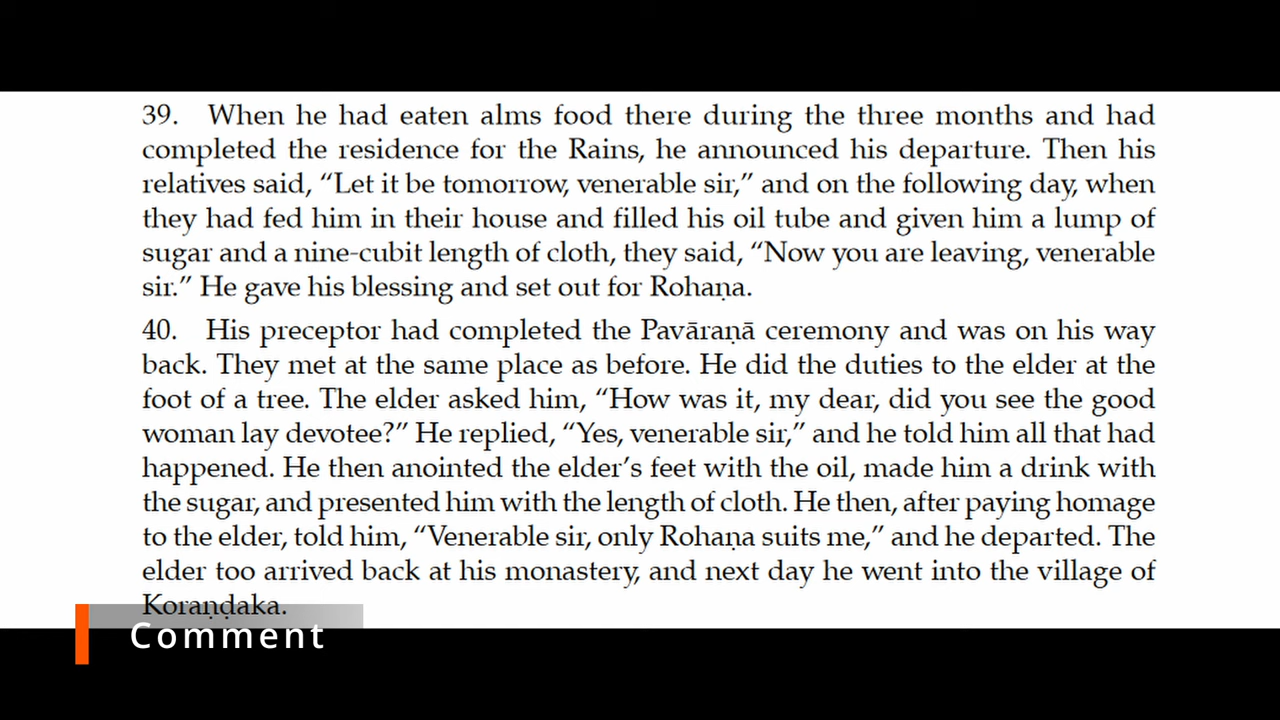 39. When he had eaten alms food there during the three months and had
completed the residence for the Rains, he announced his departure. Then his
relatives said, “Let it be tomorrow, venerable sir,” and on the following day, when
they had fed him in their house and filled his oil tube and given him a lump of
sugar and a nine-cubit length of cloth, they said, “Now you are leaving, venerable
sir.” He gave his blessing and set out for Rohaṇa.
40. His preceptor had completed the Pavāraṇā ceremony and was on his way
back. They met at the same place as before. He did the duties to the elder at the
foot of a tree. The elder asked him, “How was it, my dear, did you see the good
woman lay devotee?” He replied, “Yes, venerable sir,” and he told him all that had
happened. He then anointed the elder’s feet with the oil, made him a drink with
the sugar, and presented him with the length of cloth. He then, after paying homage
to the elder, told him, “Venerable sir, only Rohaṇa suits me,” and he departed. The
elder too arrived back at his monastery, and next day he went into the village of
Koraṇḍaka.
Comment